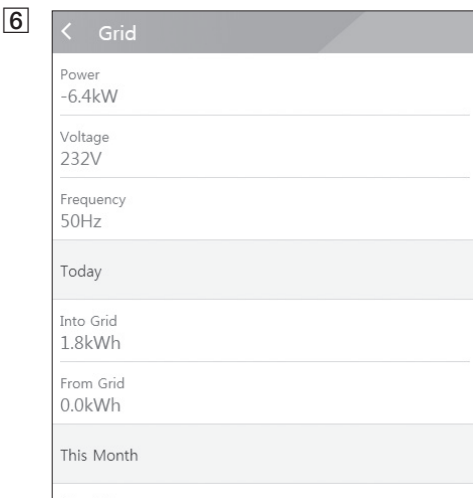 6
Grid
Power
-6.4kW
Voltage
232V
Frequency
50Hz
Today
Into Grid
1.8kWh
From Grid
0.0kWh
This Month